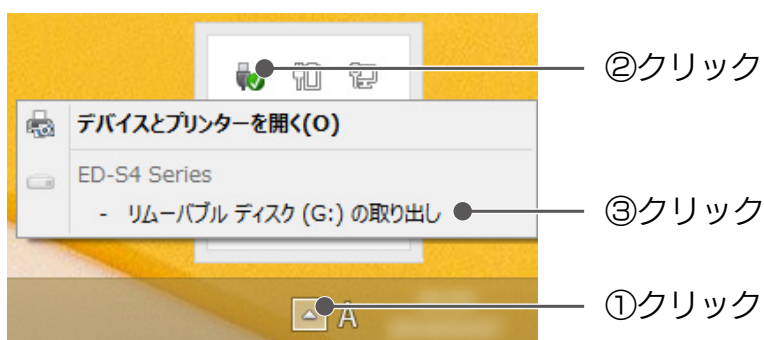 ②クリック
デバイスとプリンターを開く(O)
ED-S4 Series
- リムーバブル ディスク (G:) の取り出し
③クリック
①クリック
A